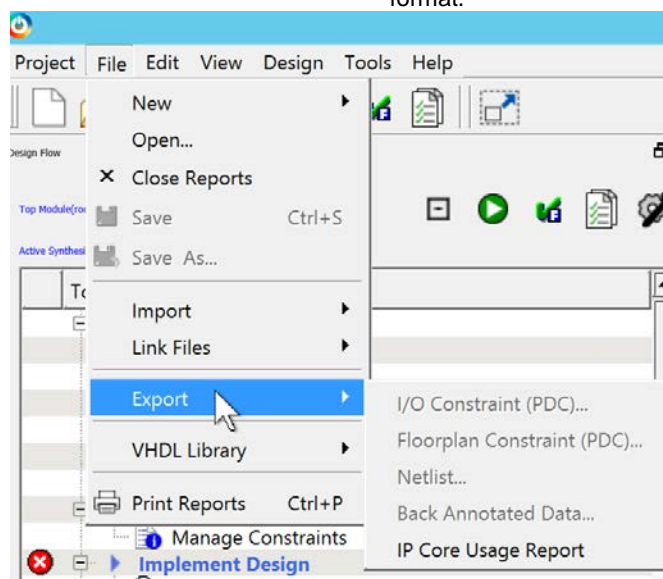 format.
Project File Edit View Design Tools Help
New
Open...
Close Reports
Save Ctrl+S
Save As...
Import
Link Files
Export
VHDL Library
Print Reports Ctrl+P
Design Flow
Top Module(
Active Synthesi
I/O Constraint (PDC)...
Floorplan Constraint (PDC)...
Netlist...
Back Annotated Data...
IP Core Usage Report
Manage Constraints
Implement Design